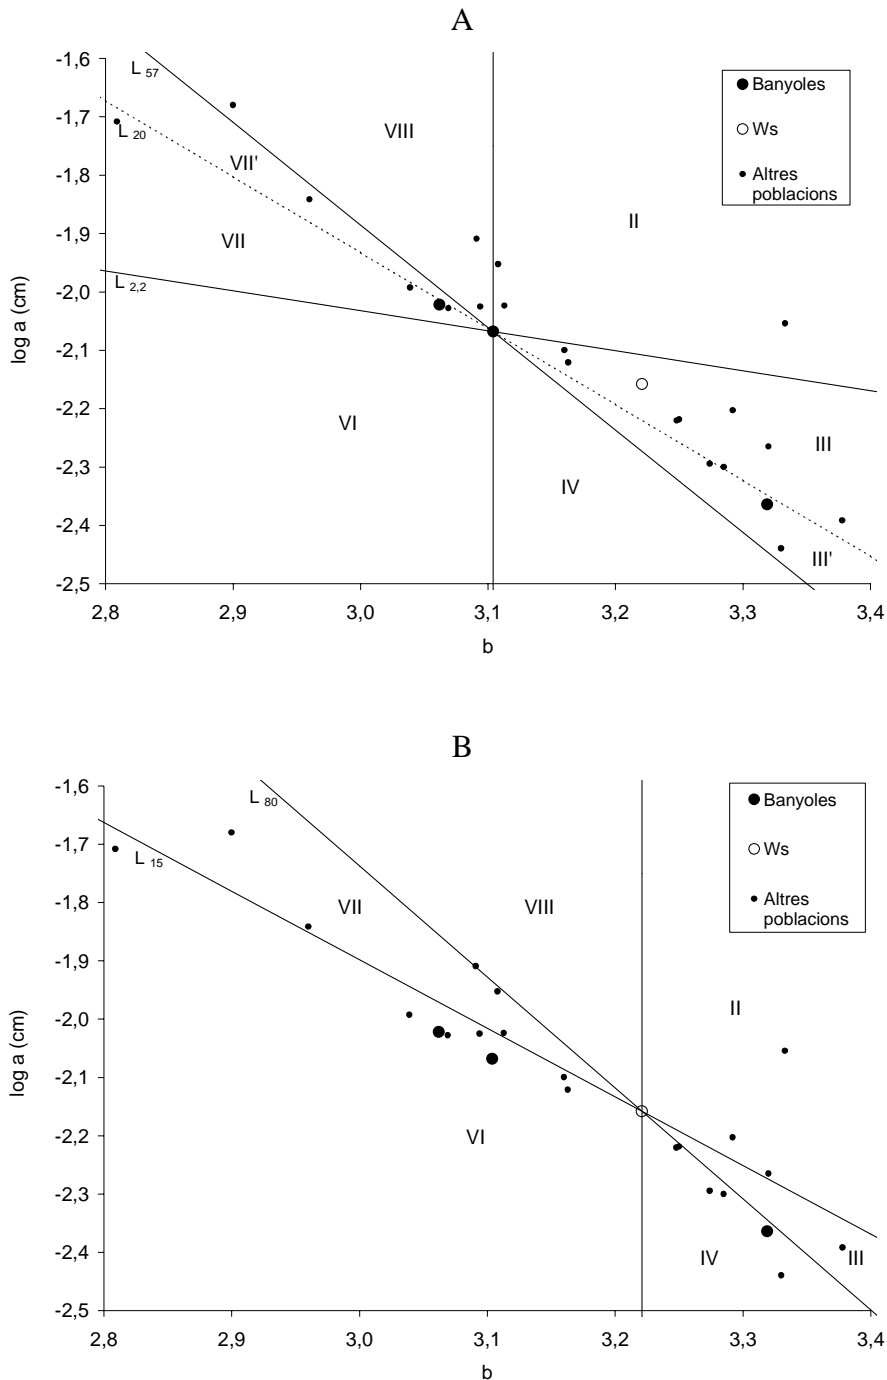 A
-1,6
-1,7
-1,8
-1,9
-2,0
-2,1
-2,2
-2,3
-2,4
-2,5
log a (cm)
2,8 2,9 3,0 3,1 3,2 3,3 3,4
b
L 57
L 20
L 2,2
VII'
VII
VIII
II
VI
IV
III
III'
Banyoles
Ws
Altres
poblacions
B
-1,6
-1,7
-1,8
-1,9
-2,0
-2,1
-2,2
-2,3
-2,4
-2,5
log a (cm)
2,8 2,9 3,0 3,1 3,2 3,3 3,4
b
L 80
L 15
VII
VIII
II
VI
IV
III
Banyoles
Ws
Altres
poblacions